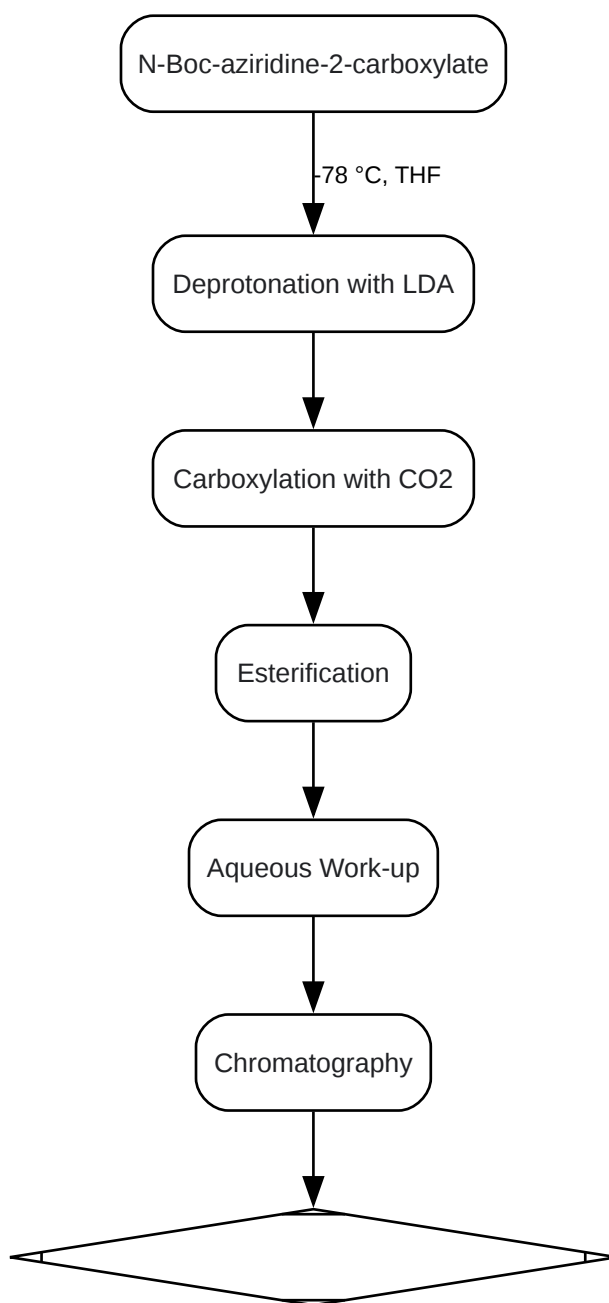 N-Boc-aziridine-2-carboxylate
-78 °C, THF
Deprotonation with LDA
Carboxylation with CO2
Esterification
Aqueous Work-up
Chromatography